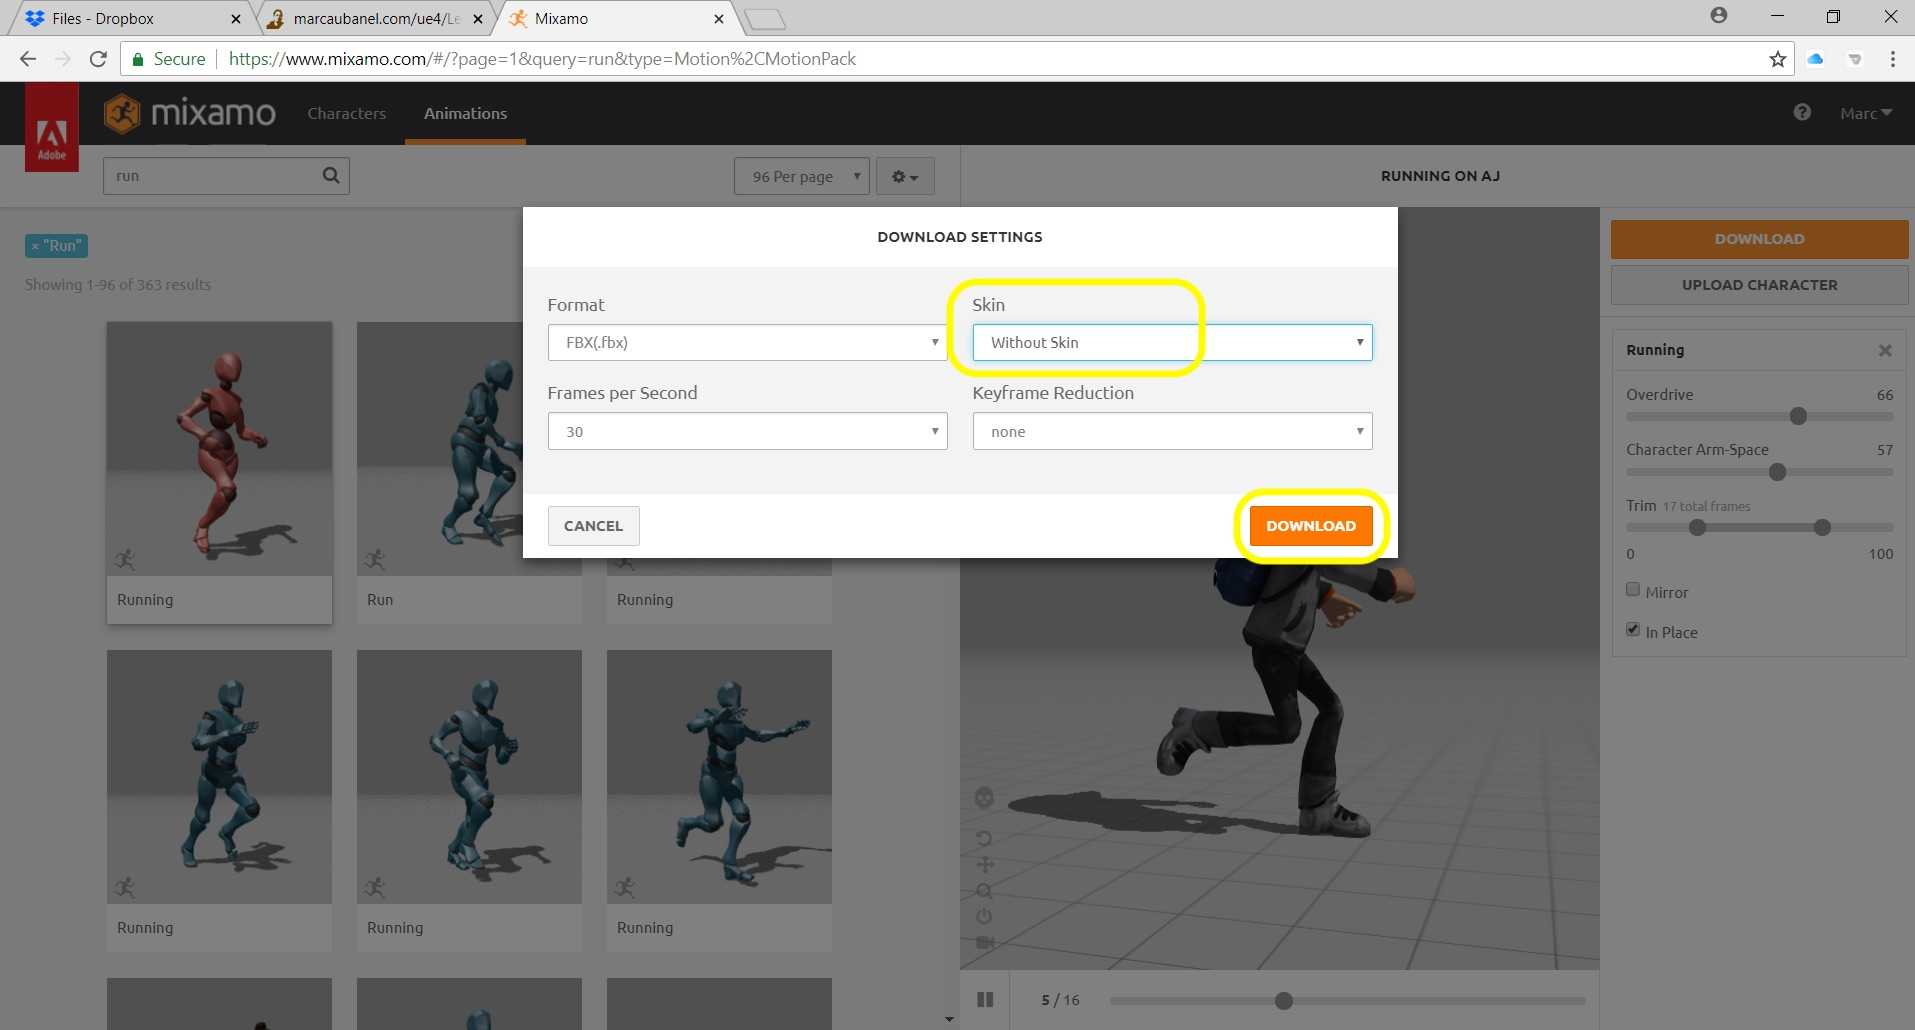 Files - Dropbox
marcaubanel.com/ue4/Le
Mixamo
Secure
https://www.mixamo.com/#/?page=1&query=run&type=Motion%2CMotionPack
Adobe
mixamo
Characters
Animations
Marc
run
96 Per page
RUNNING ON AJ
× "Run"
Showing 1-96 of 363 results
DOWNLOAD SETTINGS
Format
Skin
FBX(.fbx)
Without Skin
Frames per Second
Keyframe Reduction
30
none
CANCEL
DOWNLOAD
Running
Run
Running
Running
Running
Running
DOWNLOAD
UPLOAD CHARACTER
Running
Overdrive 66
Character Arm-Space 57
Trim 17 total frames
0 100
Mirror
In Place
5 / 16